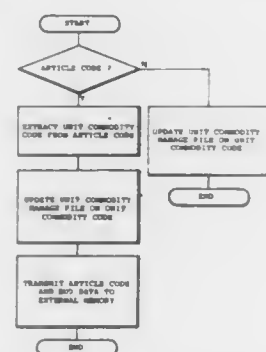 START
ARTICLE CODE ?
N
Y
EXTRACT UNIT COMMODITY
CODE FROM ARTICLE CODE
UPDATE UNIT COMMODITY
MANAGE FILE ON UNIT
COMMODITY CODE
END
UPDATE UNIT COMMODITY
MANAGE FILE ON UNIT
COMMODITY CODE
TRANSMIT ARTICLE CODE
AND DATA TO
EXTERNAL MEMORY
END